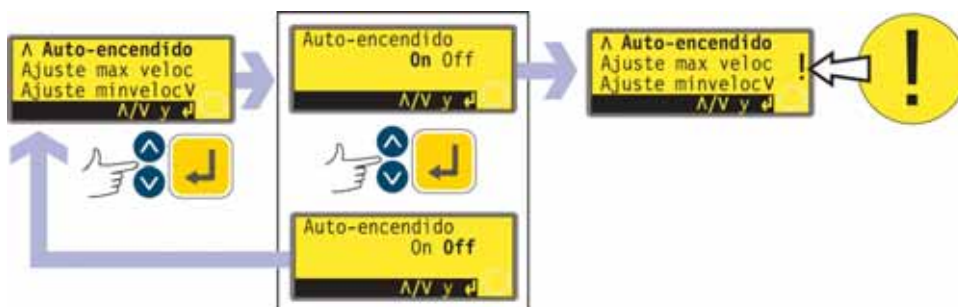 Λ Auto-encendido
Ajuste max veloc
Ajuste minvelocV
Λ/V y ↵
Auto-encendido
On Off
Λ/V y ↵
Auto-encendido
On Off
Λ/V y ↵
Λ Auto-encendido
Ajuste max veloc !
Ajuste minvelocV
Λ/V y ↵
!